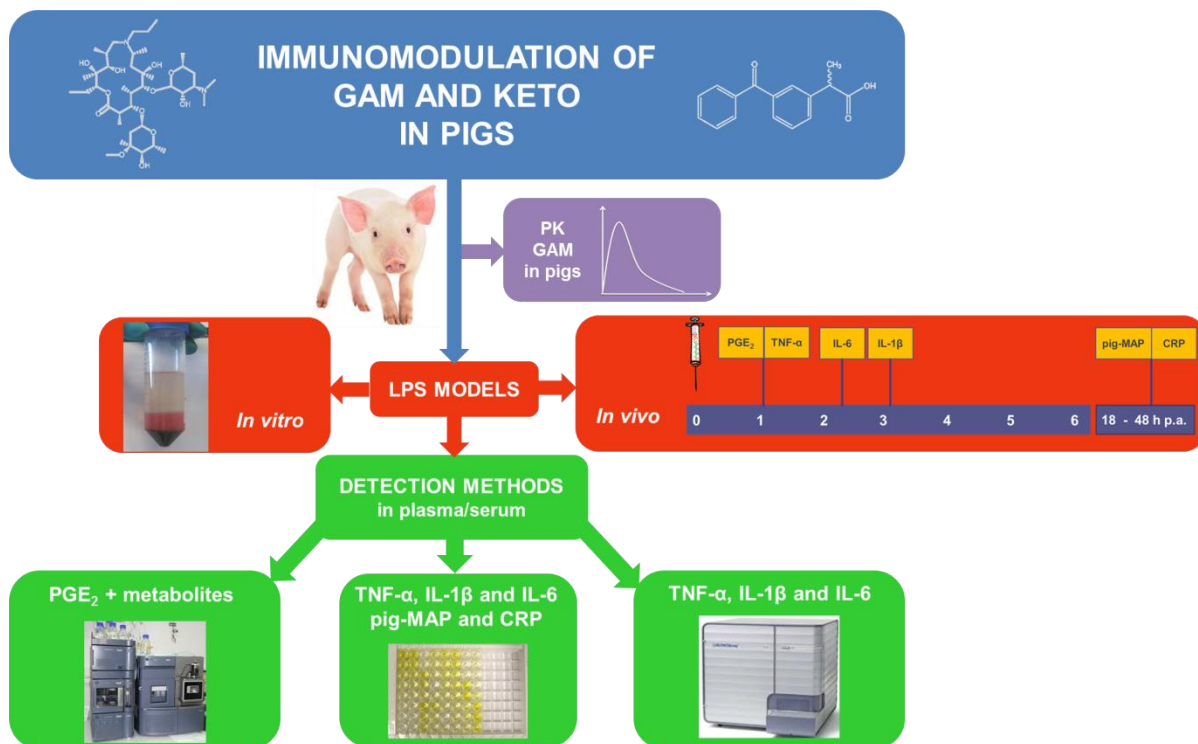 IMMUNOMODULATION OF
GAM AND KETO
IN PIGS
PK
GAM
in pigs
LPS MODELS
In vitro
In vivo
PGE₂ TNF-α IL-6 IL-1β pig-MAP CRP
0 1 2 3 4 5 6 18 - 48 h p.a.
DETECTION METHODS
in plasma/serum
PGE₂ + metabolites
TNF-α, IL-1β and IL-6
pig-MAP and CRP
TNF-α, IL-1β and IL-6